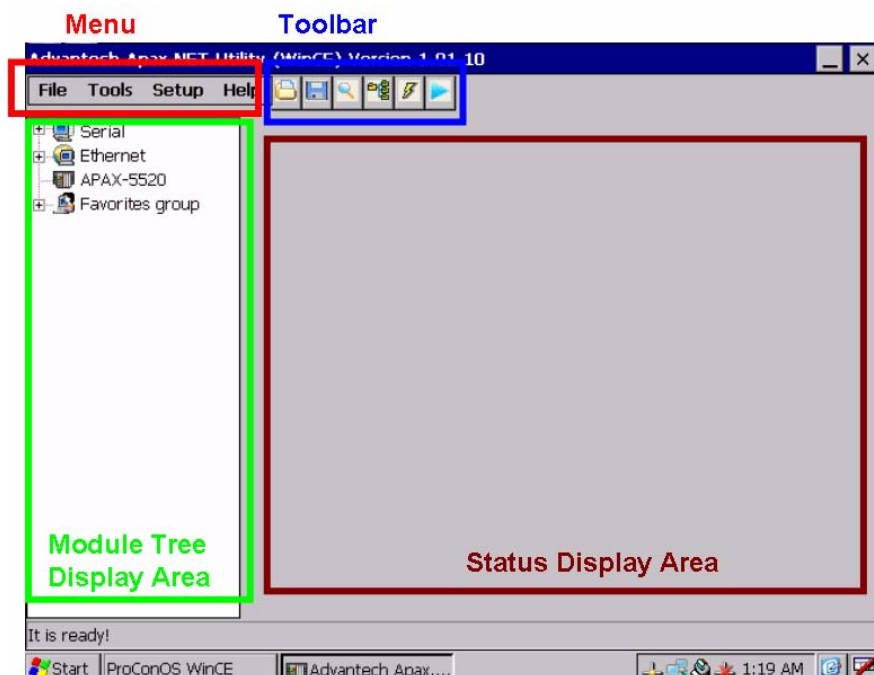 Menu Toolbar
Advantech Apax.NET Utility (WinCE) Version 1.01.10
File Tools Setup Help
Serial
Ethernet
APAX-5520
Favorites group
Module Tree
Display Area
Status Display Area
It is ready!
Start ProConOS WinCE Advantech Apax.... 1:19 AM